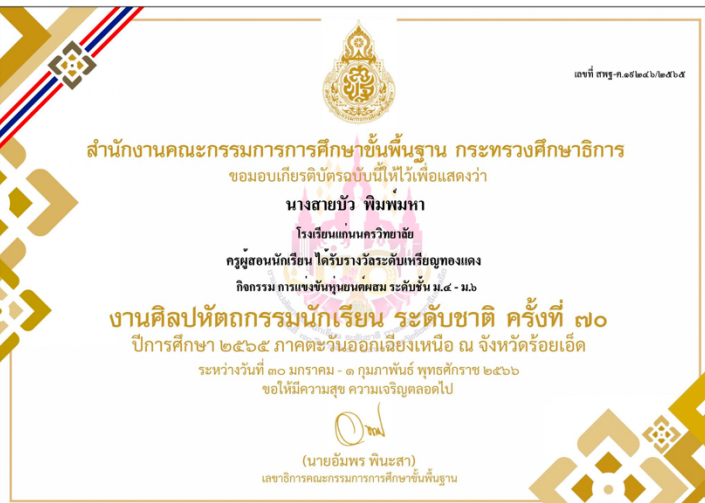 เลขที่ สพฐ-ค.๑๙๒๔๖/๒๕๖๕
สำนักงานคณะกรรมการการศึกษาขั้นพื้นฐาน กระทรวงศึกษาธิการ
ขอมอบเกียรติบัตรฉบับนี้ให้ไว้เพื่อแสดงว่า
นางสายบัว พิมพ์มหา
โรงเรียนแก่นนครวิทยาลัย
ครูผู้สอนนักเรียน ได้รับรางวัลระดับเหรียญทองแดง
กิจกรรม การแข่งขันหุ่นยนต์ผสม ระดับชั้น ม.๔ - ม.๖
งานศิลปหัตถกรรมนักเรียน ระดับชาติ ครั้งที่ ๗๐
ปีการศึกษา ๒๕๖๕ ภาคตะวันออกเฉียงเหนือ ณ จังหวัดร้อยเอ็ด
ระหว่างวันที่ ๓๐ มกราคม - ๑ กุมภาพันธ์ พุทธศักราช ๒๕๖๖
ขอให้มีความสุข ความเจริญตลอดไป
(นายอัมพร พินะสา)
เลขาธิการคณะกรรมการการศึกษาขั้นพื้นฐาน